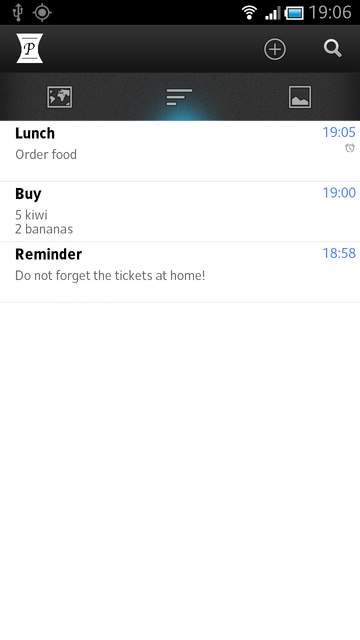 19:06
P
Lunch 19:05
Order food
Buy 19:00
5 kiwi
2 bananas
Reminder 18:58
Do not forget the tickets at home!